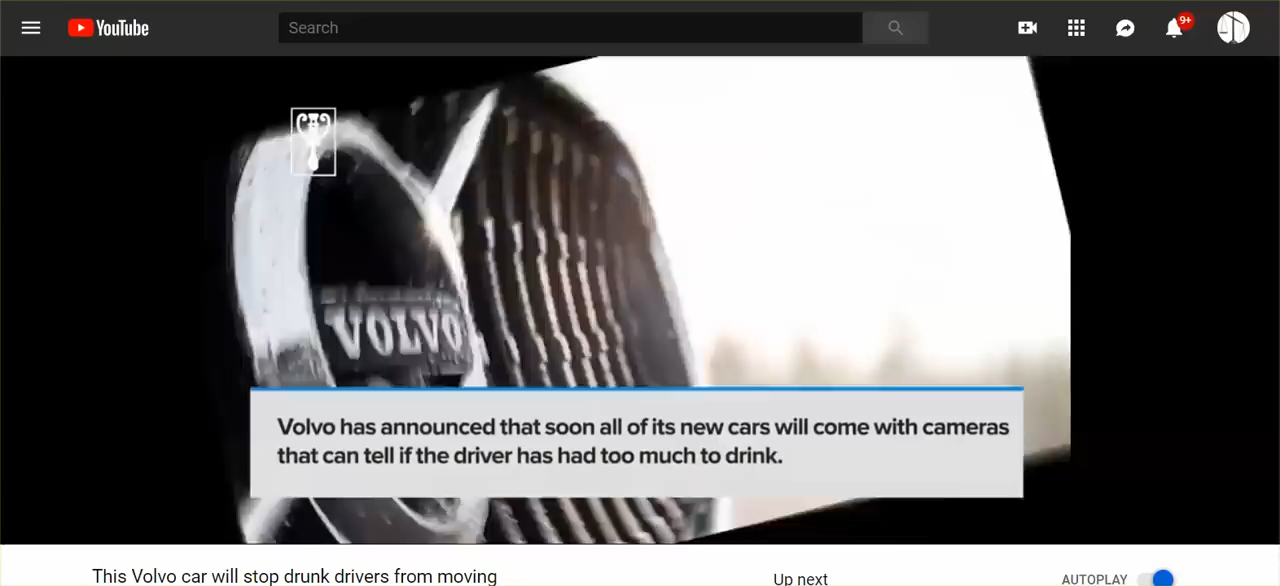 YouTube
Search
9+
VOLVO
Volvo has announced that soon all of its new cars will come with cameras
that can tell if the driver has had too much to drink.
This Volvo car will stop drunk drivers from moving
Up next
AUTOPLAY